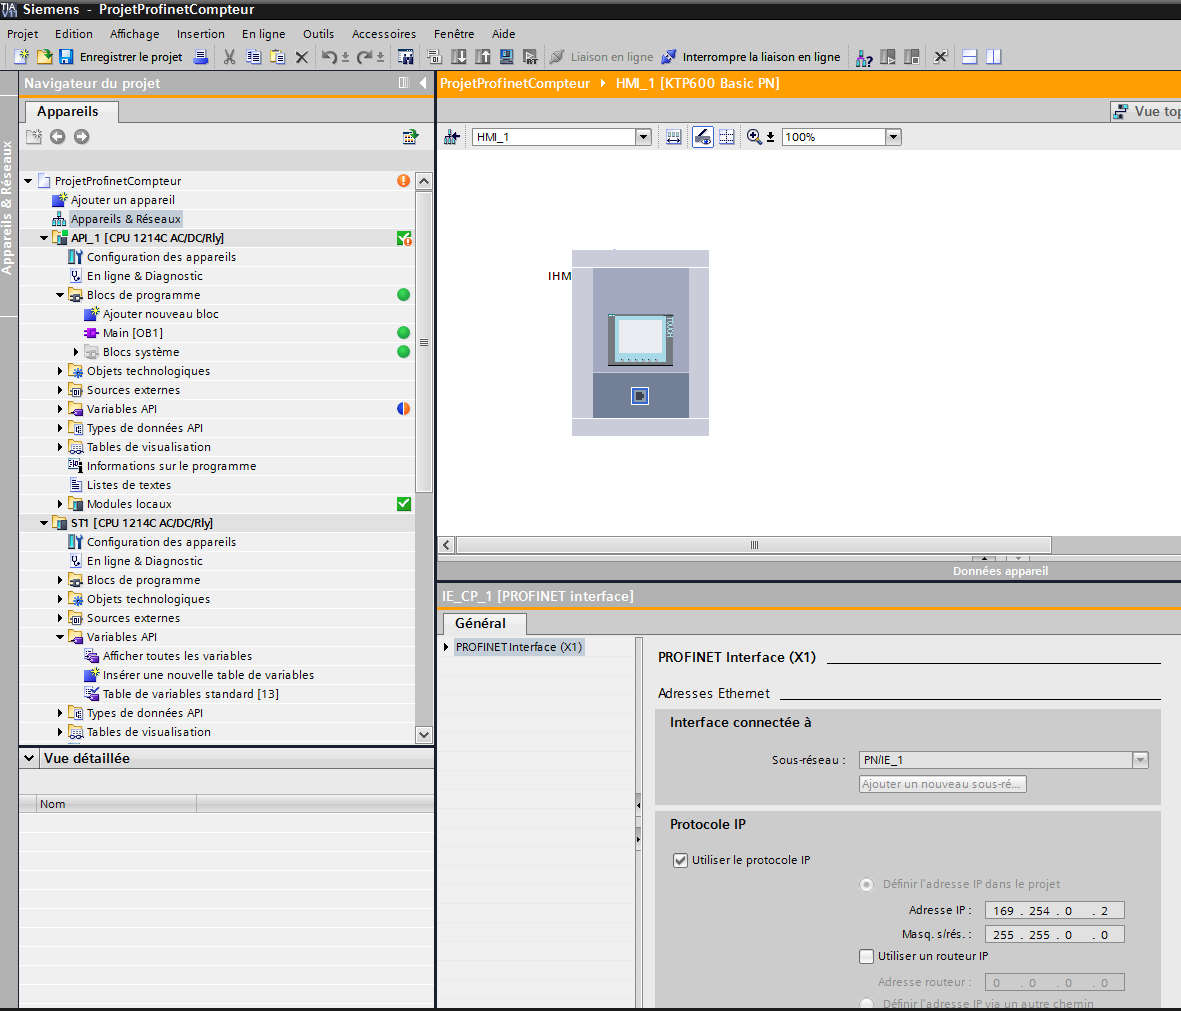 TIA V11 Siemens - ProjetProfinetCompteur
Projet Edition Affichage Insertion En ligne Outils Accessoires Fenêtre Aide
Enregistrer le projet Liaison en ligne Interrompre la liaison en ligne
Navigateur du projet
ProjetProfinetCompteur HMI_1 [KTP600 Basic PN]
Appareils
Vue top
HMI_1
100%
Appareils & Réseaux
ProjetProfinetCompteur
Ajouter un appareil
Appareils & Réseaux
API_1 [CPU 1214C AC/DC/Rly]
Configuration des appareils
En ligne & Diagnostic
Blocs de programme
Ajouter nouveau bloc
Main [OB1]
Blocs système
Objets technologiques
Sources externes
Variables API
Types de données API
Tables de visualisation
Informations sur le programme
Listes de textes
Modules locaux
ST1 [CPU 1214C AC/DC/Rly]
Configuration des appareils
En ligne & Diagnostic
Blocs de programme
Objets technologiques
Sources externes
Variables API
Afficher toutes les variables
Insérer une nouvelle table de variables
Table de variables standard [13]
Types de données API
Tables de visualisation
Vue détaillée
Nom
IHM
TOUCH
Données appareil
IE_CP_1 [PROFINET interface]
Général
PROFINET Interface (X1)
PROFINET Interface (X1)
Adresses Ethernet
Interface connectée à
Sous-réseau : PN/IE_1
Ajouter un nouveau sous-ré...
Protocole IP
Utiliser le protocole IP
Définir l'adresse IP dans le projet
Adresse IP : 169 . 254 . 0 . 2
Masq. s/rés. : 255 . 255 . 0 . 0
Utiliser un routeur IP
Adresse routeur : 0 . 0 . 0 . 0
Définir l'adresse IP via un autre chemin